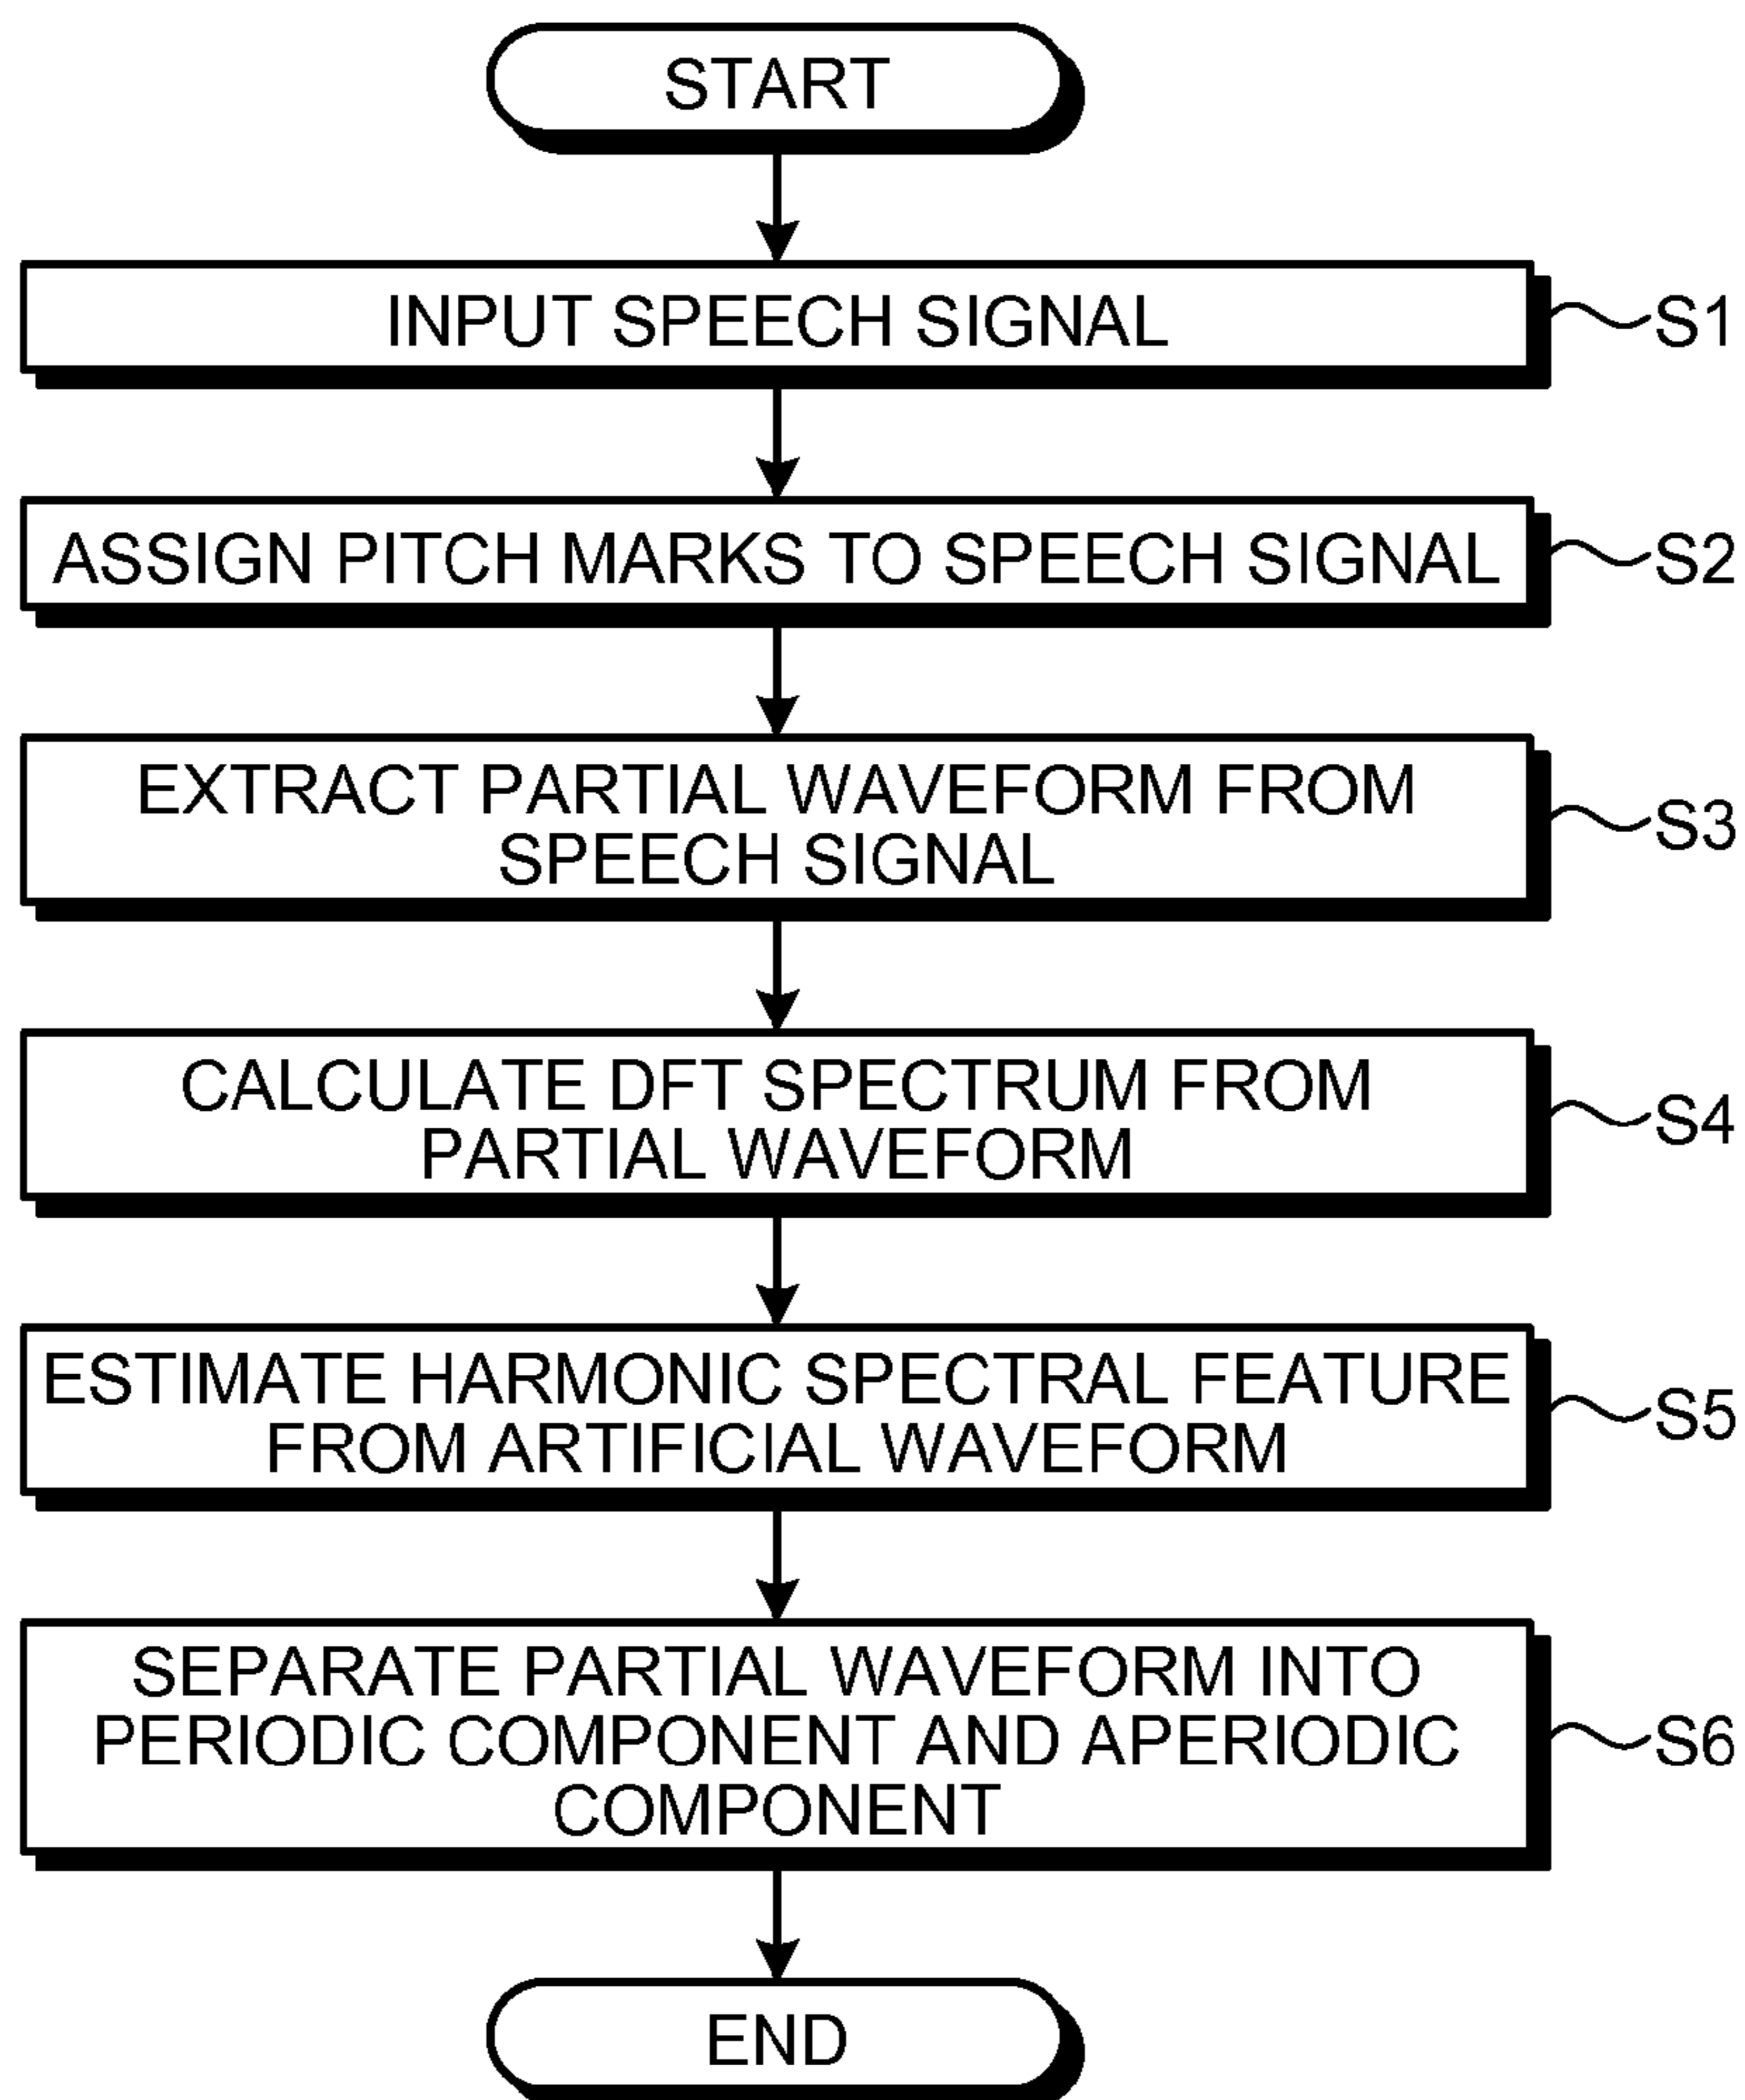 START
INPUT SPEECH SIGNAL
S1
ASSIGN PITCH MARKS TO SPEECH SIGNAL
S2
EXTRACT PARTIAL WAVEFORM FROM
SPEECH SIGNAL
S3
CALCULATE DFT SPECTRUM FROM
PARTIAL WAVEFORM
S4
ESTIMATE HARMONIC SPECTRAL FEATURE
FROM ARTIFICIAL WAVEFORM
S5
SEPARATE PARTIAL WAVEFORM INTO
PERIODIC COMPONENT AND APERIODIC
COMPONENT
S6
END